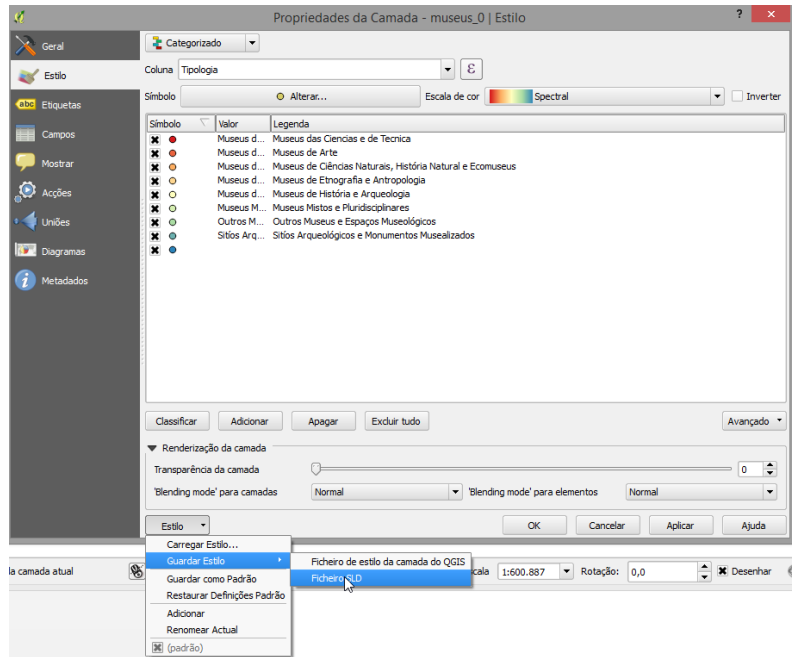 Propriedades da Camada - museus_0 | Estilo
? ×
Geral
Estilo
abc Etiquetas
Campos
Mostrar
Acções
Uniões
Diagramas
i Metadados
Categorizado
Coluna Tipologia ε
Símbolo Alterar... Escala de cor Spectral Inverter
Símbolo Valor Legenda
Museus d... Museus das Ciencias e de Tecnica
Museus d... Museus de Arte
Museus d... Museus de Ciências Naturais, História Natural e Ecomuseus
Museus d... Museus de Etnografia e Antropologia
Museus d... Museus de História e Arqueologia
Museus M... Museus Mistos e Pluridisciplinares
Outros M... Outros Museus e Espaços Museológicos
Sitíos Arq... Sitíos Arqueológicos e Monumentos Musealizados
Classificar Adicionar Apagar Excluir tudo Avançado
Renderização da camada
Transparência da camada 0
'Blending mode' para camadas Normal 'Blending mode' para elementos Normal
Estilo OK Cancelar Aplicar Ajuda
Carregar Estilo...
Guardar Estilo
Ficheiro de estilo da camada do QGIS
Ficheiro SLD
Guardar como Padrão
Restaurar Definições Padrão
Adicionar
Renomear Actual
(padrão)
la camada atual cala 1:600.887 Rotação: 0,0 Desenhar